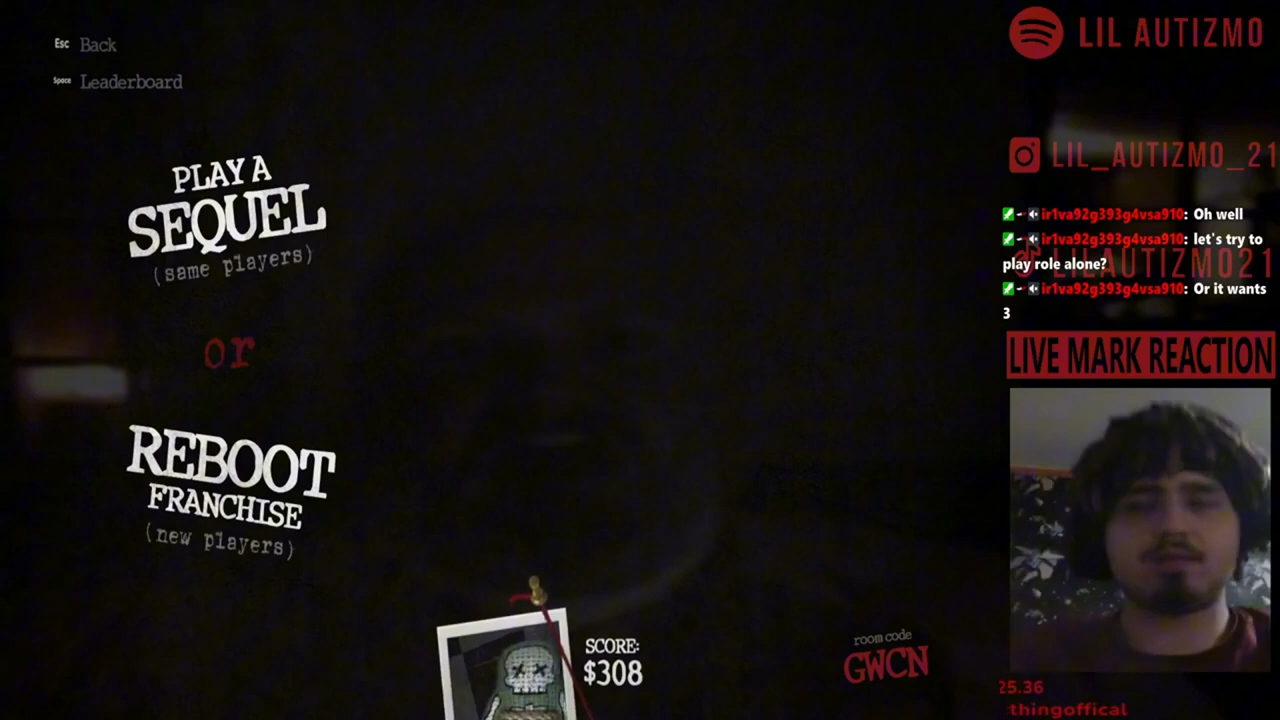 Esc Back
Space Leaderboard
PLAY A
SEQUEL
(same players)
or
REBOOT
FRANCHISE
(new players)
SCORE:
$308
room code
GWCN
LIL AUTIZMO
LIL_AUTIZMO_21
ir1va92g393g4vsa910: Oh well
ir1va92g393g4vsa910: let's try to
play role alone?
LILAUTIZMO21
ir1va92g393g4vsa910: Or it wants
3
LIVE MARK REACTION
25.36
thingoffical